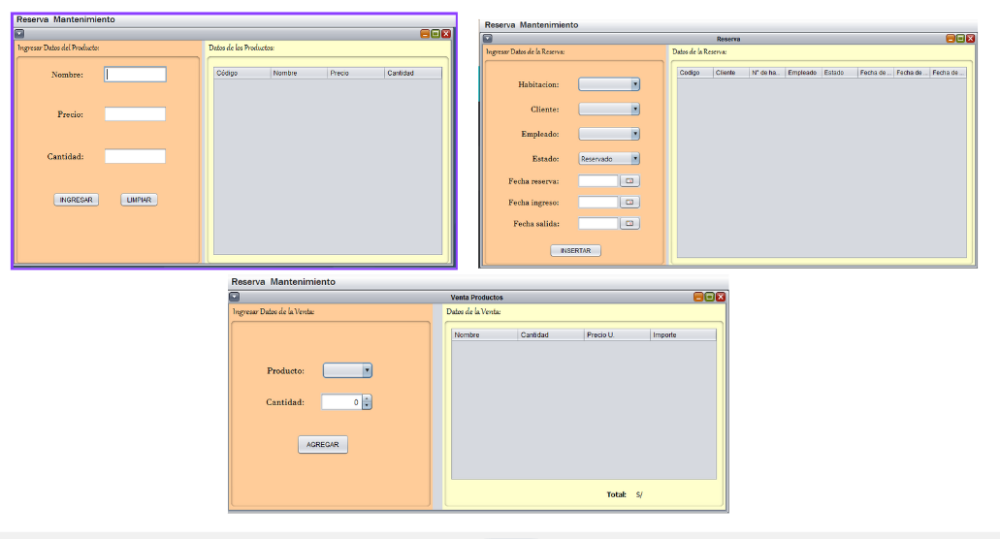 Reserva Mantenimiento
Ingresar Datos del Producto:
Datos de los Productos:
Nombre:
Precio:
Cantidad:
INGRESAR LIMPIAR
Código Nombre Precio Cantidad
Reserva Mantenimiento
Reserva
Ingresar Datos de la Reserva:
Datos de la Reserva:
Habitacion:
Cliente:
Empleado:
Estado: Reservado
Fecha reserva:
Fecha ingreso:
Fecha salida:
INSERTAR
Codigo Cliente N° de ha... Empleado Estado Fecha de ... Fecha de ... Fecha de ...
Reserva Mantenimiento
Venta Productos
Ingresar Datos de la Venta:
Datos de la Venta:
Producto:
Cantidad: 0
AGREGAR
Nombre Cantidad Precio U. Importe
Total: S/